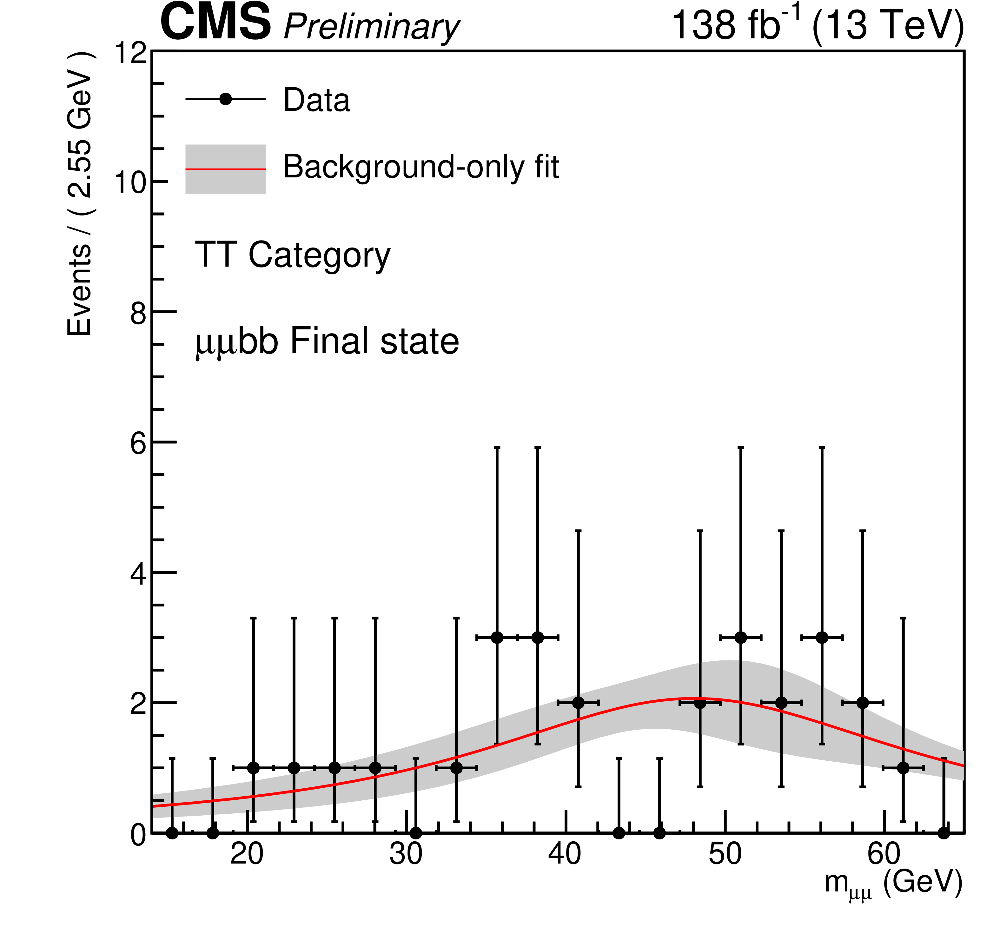 CMS Preliminary 138 fb⁻¹ (13 TeV)
Events / ( 2.55 GeV )
12
10
8
6
4
2
0
Data
Background-only fit
TT Category
μμbb Final state
20 30 40 50 60
m_μμ (GeV)